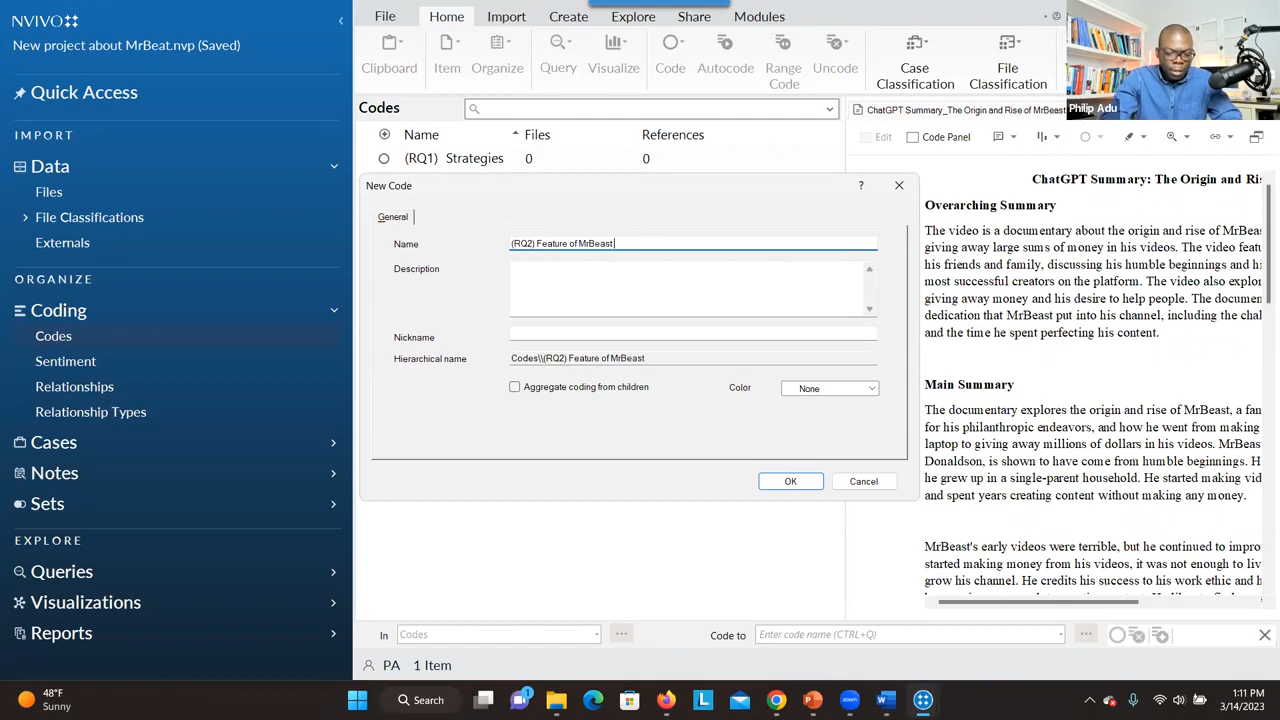 NVIVO
New project about MrBeat.nvp (Saved)
File Home Import Create Explore Share Modules
Clipboard Item Organize Query Visualize Code Autocode Range Code Uncode Case Classification File Classification
Philip Adu
Quick Access
IMPORT
Data
Files
File Classifications
Externals
ORGANIZE
Coding
Codes
Sentiment
Relationships
Relationship Types
Cases
Notes
Sets
EXPLORE
Queries
Visualizations
Reports
Codes
Name Files References
(RQ1) Strategies 0 0
New Code ?
General
Name (RQ2) Feature of MrBeast
Description
Nickname
Hierarchical name Codes\\(RQ2) Feature of MrBeast
Aggregate coding from children Color None
OK Cancel
ChatGPT Summary_The Origin and Rise of MrBeast
Edit Code Panel
ChatGPT Summary: The Origin and Ris
Overarching Summary
The video is a documentary about the origin and rise of MrBeas
giving away large sums of money in his videos. The video featu
his friends and family, discussing his humble beginnings and hi
most successful creators on the platform. The video also explor
giving away money and his desire to help people. The documen
dedication that MrBeast put into his channel, including the chal
and the time he spent perfecting his content.
Main Summary
The documentary explores the origin and rise of MrBeast, a fan
for his philanthropic endeavors, and how he went from making
laptop to giving away millions of dollars in his videos. MrBeas
Donaldson, is shown to have come from humble beginnings. H
he grew up in a single-parent household. He started making vid
and spent years creating content without making any money.
MrBeast's early videos were terrible, but he continued to impro
started making money from his videos, it was not enough to liv
grow his channel. He credits his success to his work ethic and h
In Codes ... Code to Enter code name (CTRL+Q) ...
PA 1 Item
48°F
Sunny
Search
1
1:11 PM
3/14/2023